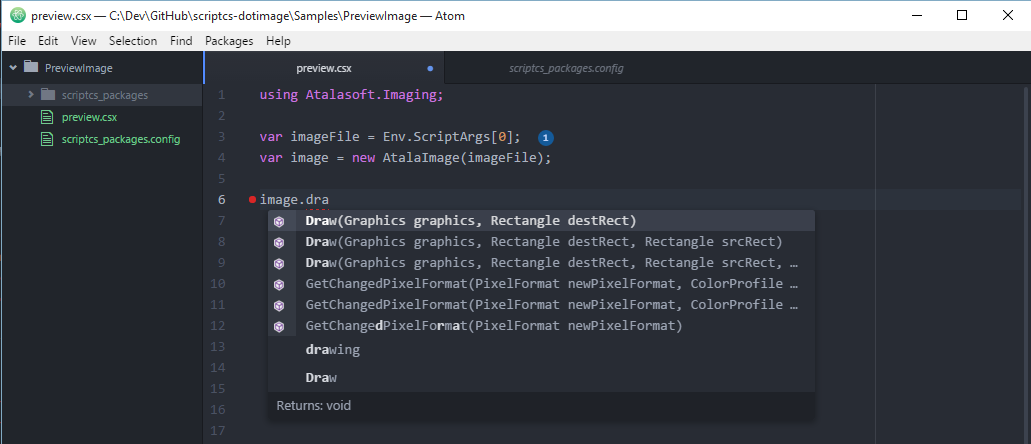 preview.csx — C:\Dev\GitHub\scriptcs-dotimage\Samples\PreviewImage — Atom
File Edit View Selection Find Packages Help
PreviewImage
scriptcs_packages
preview.csx
scriptcs_packages.config
preview.csx scriptcs_packages.config
1 using Atalasoft.Imaging;
2
3 var imageFile = Env.ScriptArgs[0]; 1
4 var image = new AtalaImage(imageFile);
5
6 image.dra
7 Draw(Graphics graphics, Rectangle destRect)
8 Draw(Graphics graphics, Rectangle destRect, Rectangle srcRect)
9 Draw(Graphics graphics, Rectangle destRect, Rectangle srcRect, …
10 GetChangedPixelFormat(PixelFormat newPixelFormat, ColorProfile …
11 GetChangedPixelFormat(PixelFormat newPixelFormat, ColorProfile …
12 GetChangedPixelFormat(PixelFormat newPixelFormat)
13 drawing
14 Draw
15
16 Returns: void
17